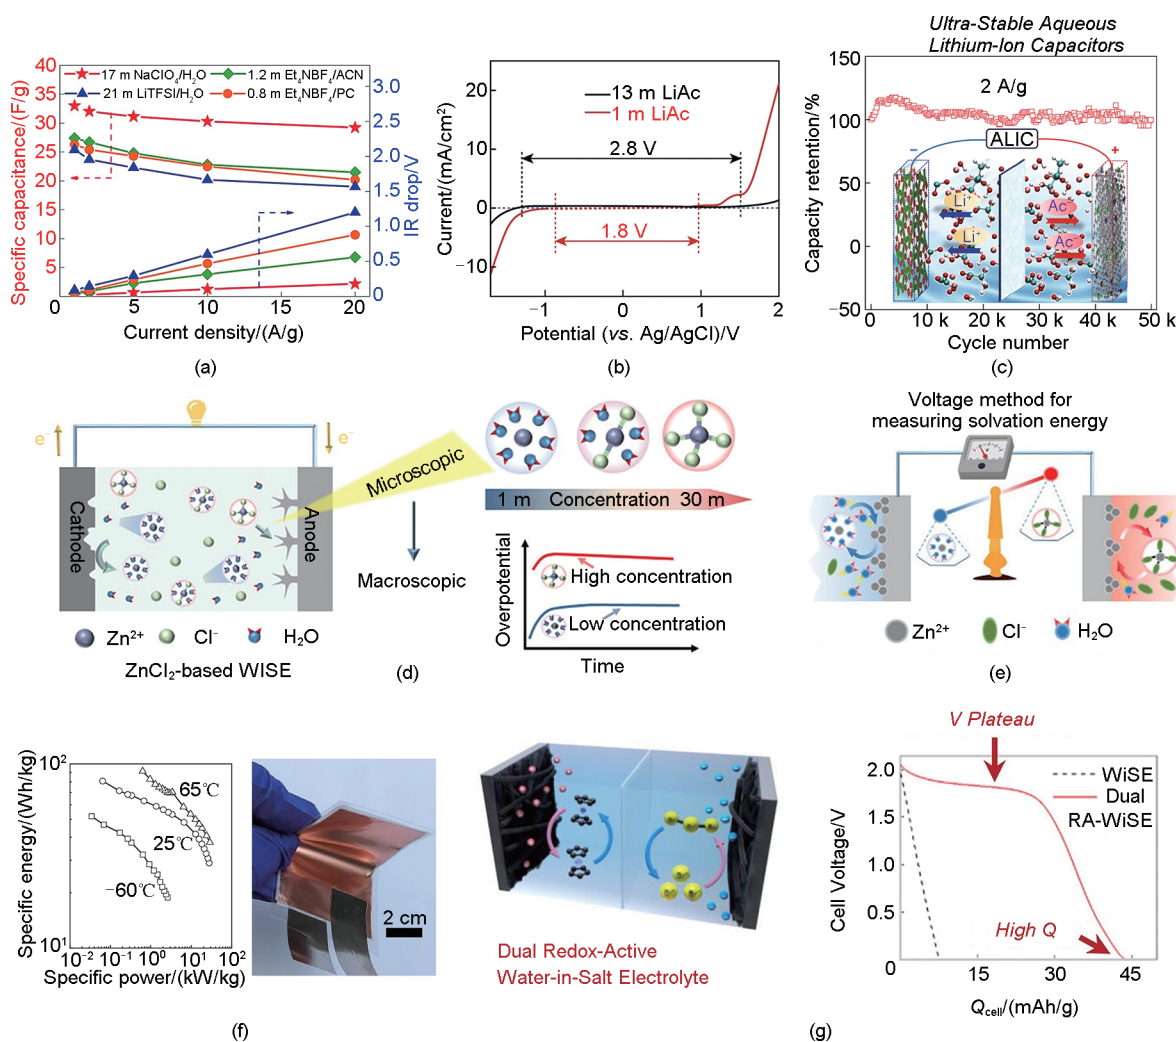 Ultra-Stable Aqueous
Lithium-Ion Capacitors
40
35
30
25
20
15
10
5
0
Specific capacitance/(F/g)
17 m NaClO₄/H₂O
1.2 m Et₄NBF₄/ACN
21 m LiTFSI/H₂O
0.8 m Et₄NBF₄/PC
3.0
2.5
2.0
1.5
1.0
0.5
0
IR drop/V
5
10
15
20
Current density/(A/g)
(a)
40
20
10
0
−10
Current/(mA/cm²)
13 m LiAc
1 m LiAc
2.8 V
1.8 V
−1
0
1
2
Potential (vs. Ag/AgCl)/V
(b)
150
100
50
0
−50
Capacity retention/%
2 A/g
−
ALIC
+
Li⁺
Ac⁻
Li⁺
Ac⁻
0
10 k
20 k
30 k
40 k
50 k
Cycle number
(c)
e⁻
e⁻
Cathode
Anode
Microscopic
Macroscopic
Zn²⁺
Cl⁻
H₂O
ZnCl₂-based WISE
1 m
Concentration
30 m
Overpotential
High concentration
Low concentration
Time
(d)
Voltage method for
measuring solvation energy
Zn²⁺
Cl⁻
H₂O
(e)
10²
10¹
Specific energy/(Wh/kg)
65℃
25℃
−60℃
10⁻²
10⁻¹
10⁰
10¹
10²
Specific power/(kW/kg)
2 cm
(f)
Dual Redox-Active
Water-in-Salt Electrolyte
V Plateau
2.0
1.5
1.0
0.5
0
Cell Voltage/V
WiSE
Dual
RA-WiSE
High Q
15
30
45
Qcell/(mAh/g)
(g)